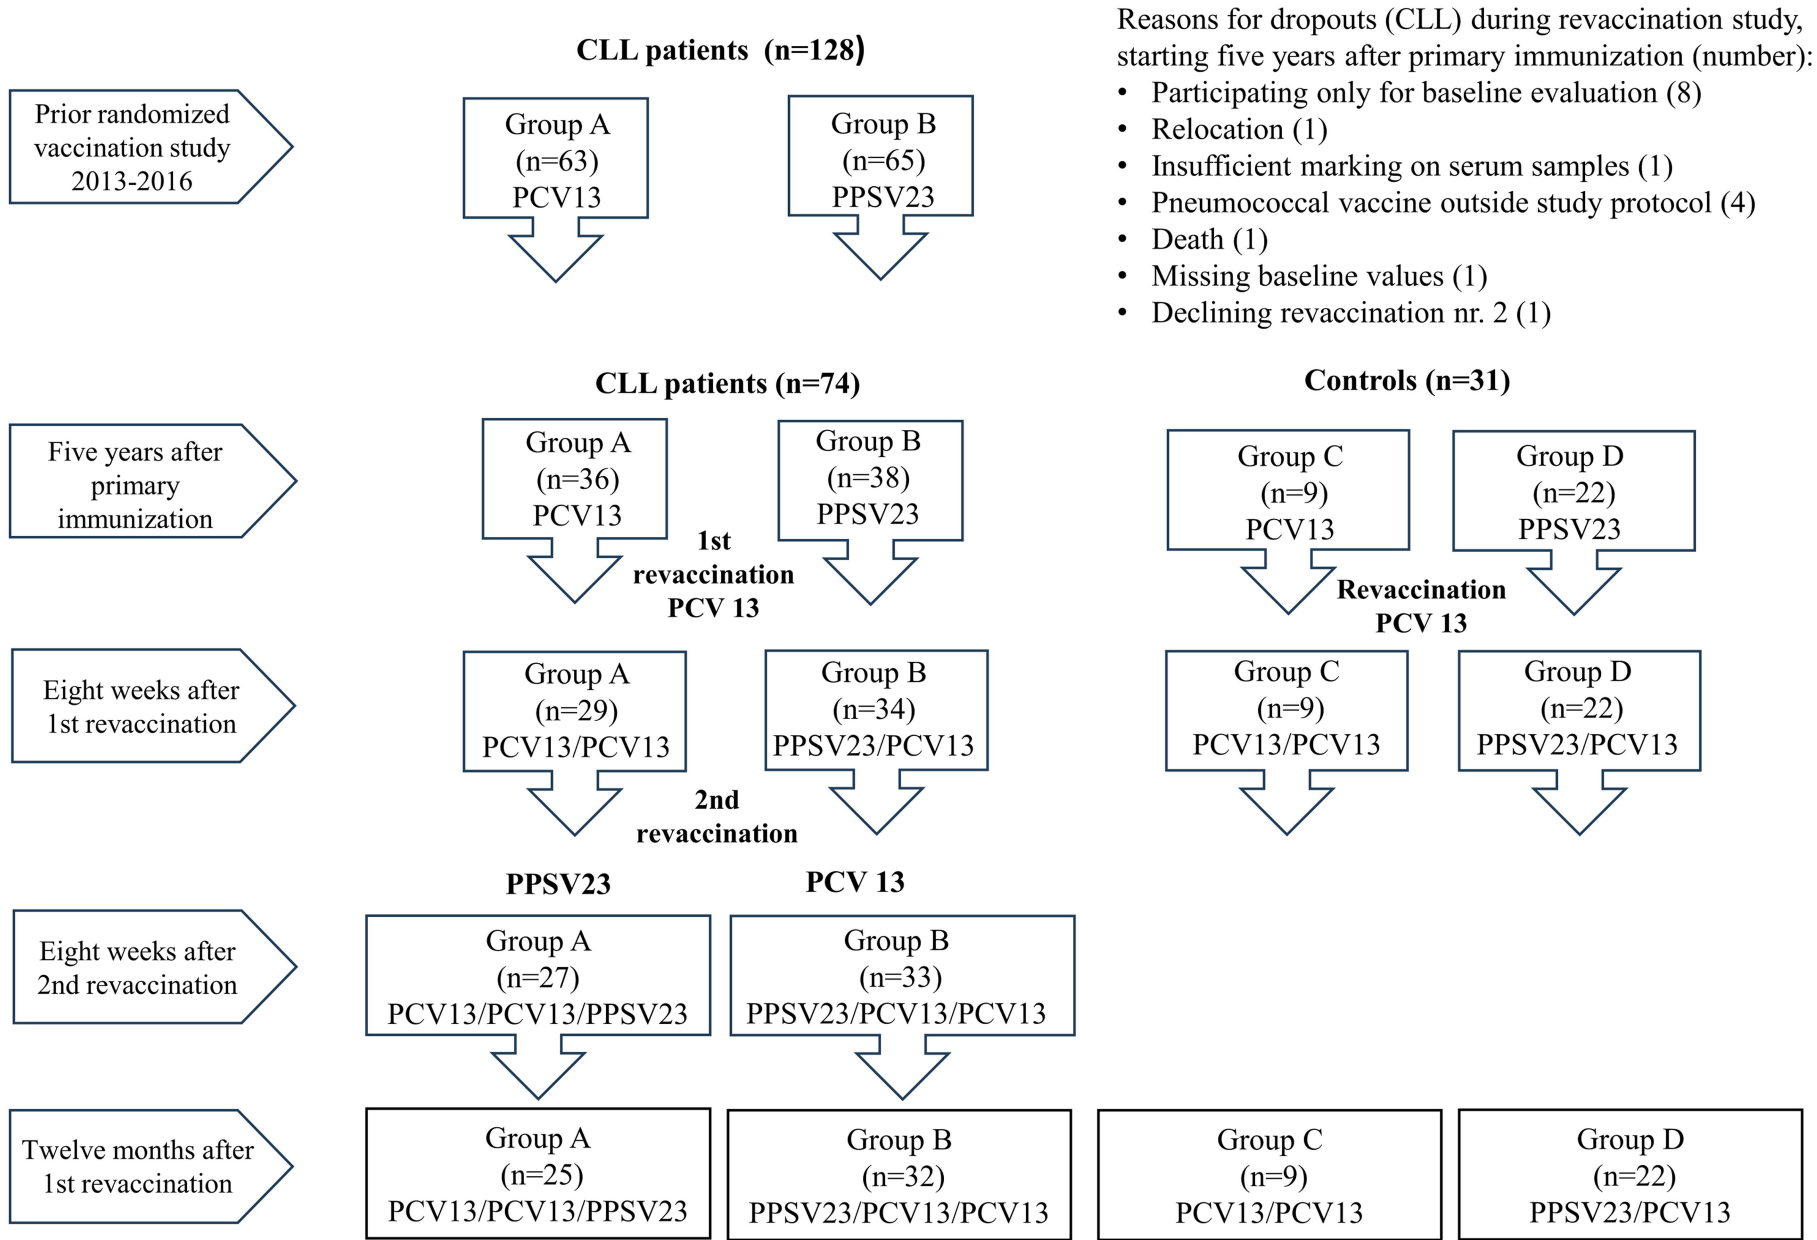 CLL patients (n=128)
Reasons for dropouts (CLL) during revaccination study,
starting five years after primary immunization (number):
• Participating only for baseline evaluation (8)
• Relocation (1)
• Insufficient marking on serum samples (1)
• Pneumococcal vaccine outside study protocol (4)
• Death (1)
• Missing baseline values (1)
• Declining revaccination nr. 2 (1)
Prior randomized
vaccination study
2013-2016
Group A
(n=63)
PCV13
Group B
(n=65)
PPSV23
CLL patients (n=74)
Controls (n=31)
Five years after
primary
immunization
Group A
(n=36)
PCV13
Group B
(n=38)
PPSV23
Group C
(n=9)
PCV13
Group D
(n=22)
PPSV23
1st
revaccination
PCV 13
Revaccination
PCV 13
Eight weeks after
1st revaccination
Group A
(n=29)
PCV13/PCV13
Group B
(n=34)
PPSV23/PCV13
Group C
(n=9)
PCV13/PCV13
Group D
(n=22)
PPSV23/PCV13
2nd
revaccination
PPSV23
PCV 13
Eight weeks after
2nd revaccination
Group A
(n=27)
PCV13/PCV13/PPSV23
Group B
(n=33)
PPSV23/PCV13/PCV13
Twelve months after
1st revaccination
Group A
(n=25)
PCV13/PCV13/PPSV23
Group B
(n=32)
PPSV23/PCV13/PCV13
Group C
(n=9)
PCV13/PCV13
Group D
(n=22)
PPSV23/PCV13